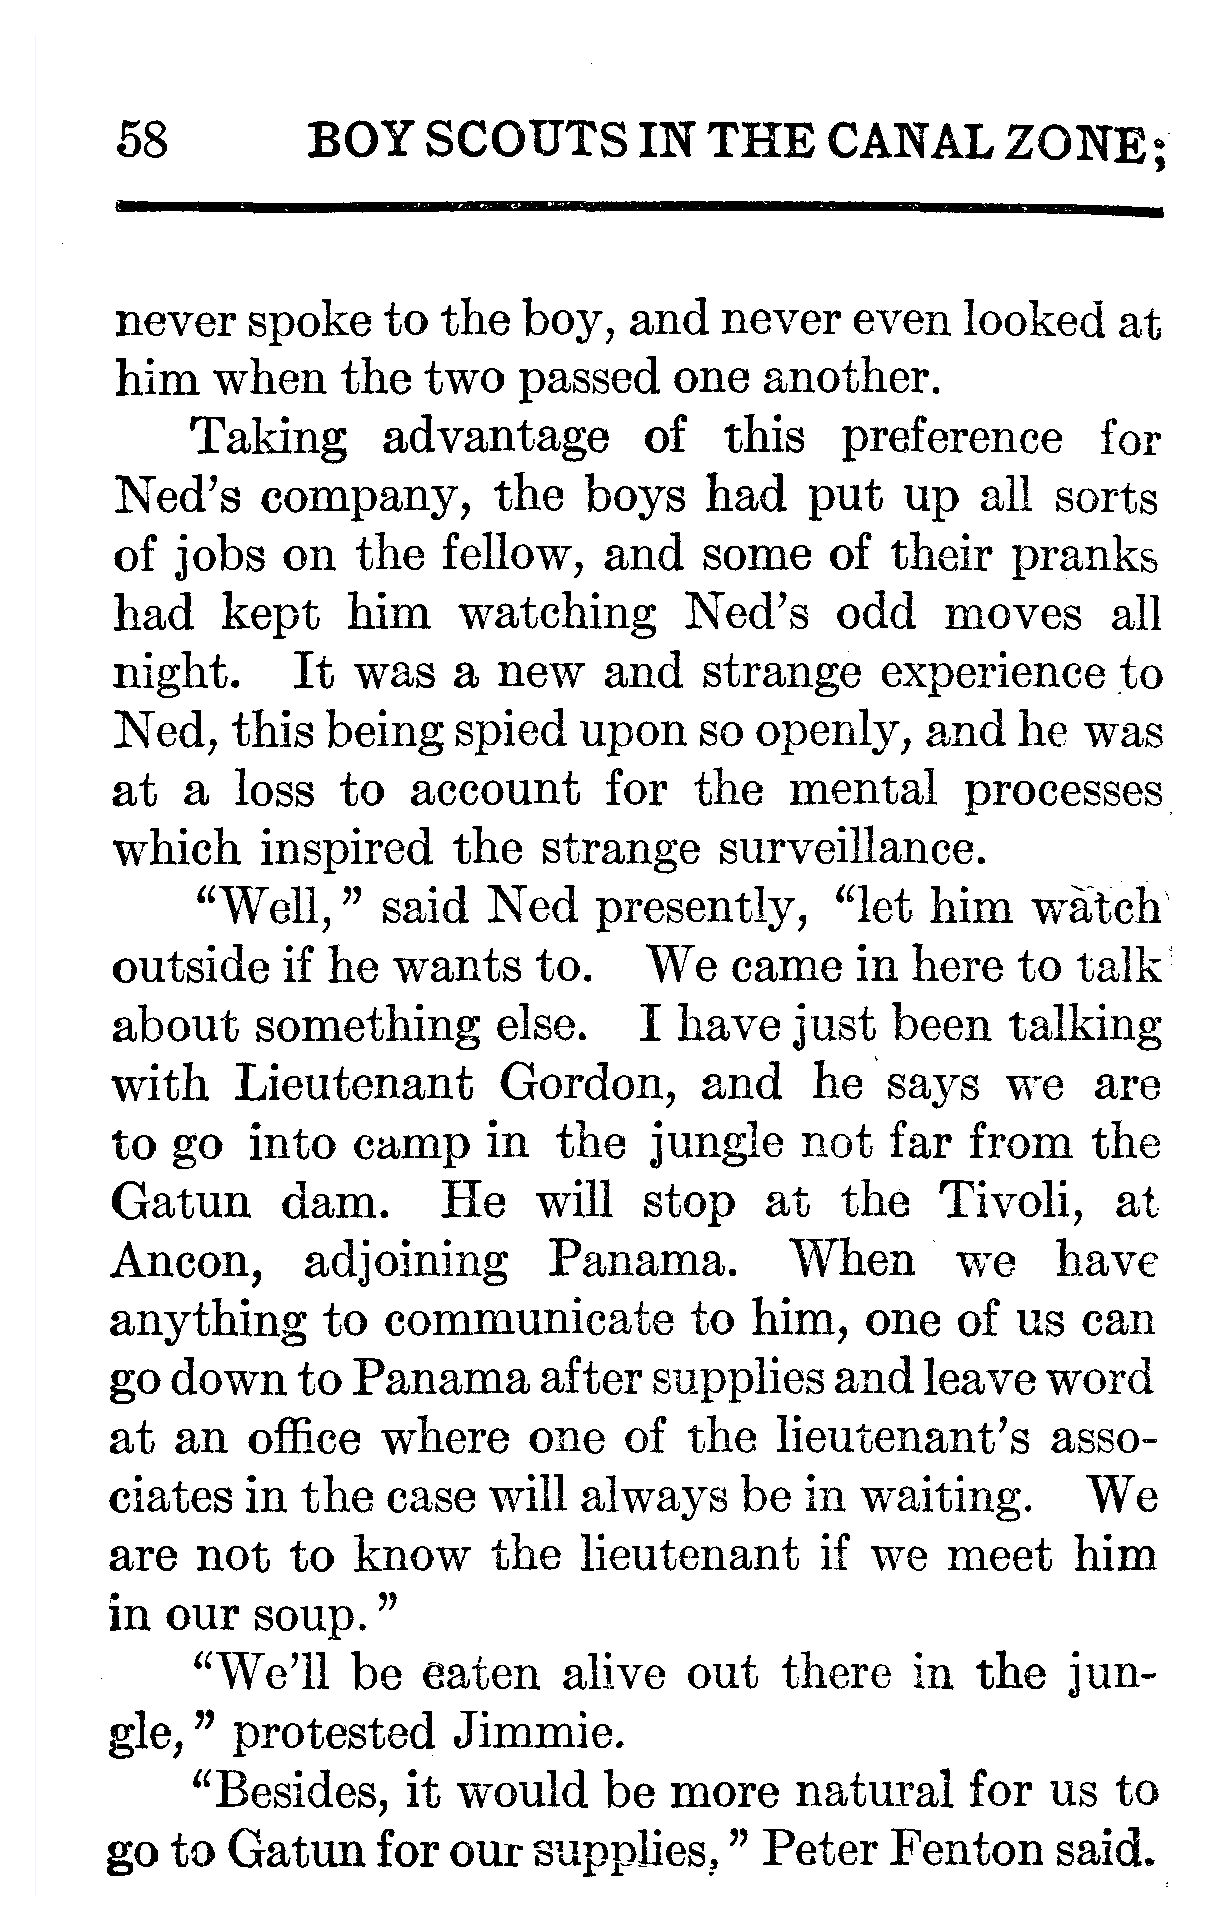 58 BOY SCOUTS IN THE CANAL ZONE;
never spoke to the boy, and never even looked at
him when the two passed one another.
Taking advantage of this preference for
Ned's company, the boys had put up all sorts
of jobs on the fellow, and some of their pranks
had kept him watching Ned's odd moves all
night. It was a new and strange experience to
Ned, this being spied upon so openly, and he was
at a loss to account for the mental processes
which inspired the strange surveillance.
"Well," said Ned presently, "let him watch
outside if he wants to. We came in here to talk
about something else. I have just been talking
with Lieutenant Gordon, and he says we are
to go into camp in the jungle not far from the
Gatun dam. He will stop at the Tivoli, at
Ancon, adjoining Panama. When we have
anything to communicate to him, one of us can
go down to Panama after supplies and leave word
at an office where one of the lieutenant's asso-
ciates in the case will always be in waiting. We
are not to know the lieutenant if we meet him
in our soup."
"We'll be eaten alive out there in the jun-
gle," protested Jimmie.
"Besides, it would be more natural for us to
go to Gatun for our supplies," Peter Fenton said.